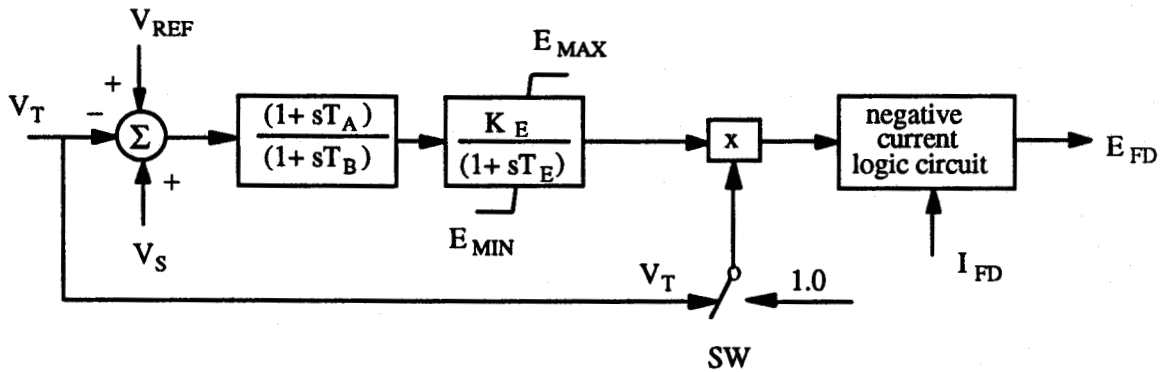 V_REF
E_MAX
V_T
+
−
Σ
+
V_S
(1+ sT_A)
(1+ sT_B)
K_E
(1+ sT_E)
E_MIN
x
negative
current
logic circuit
E_FD
I_FD
V_T
1.0
SW